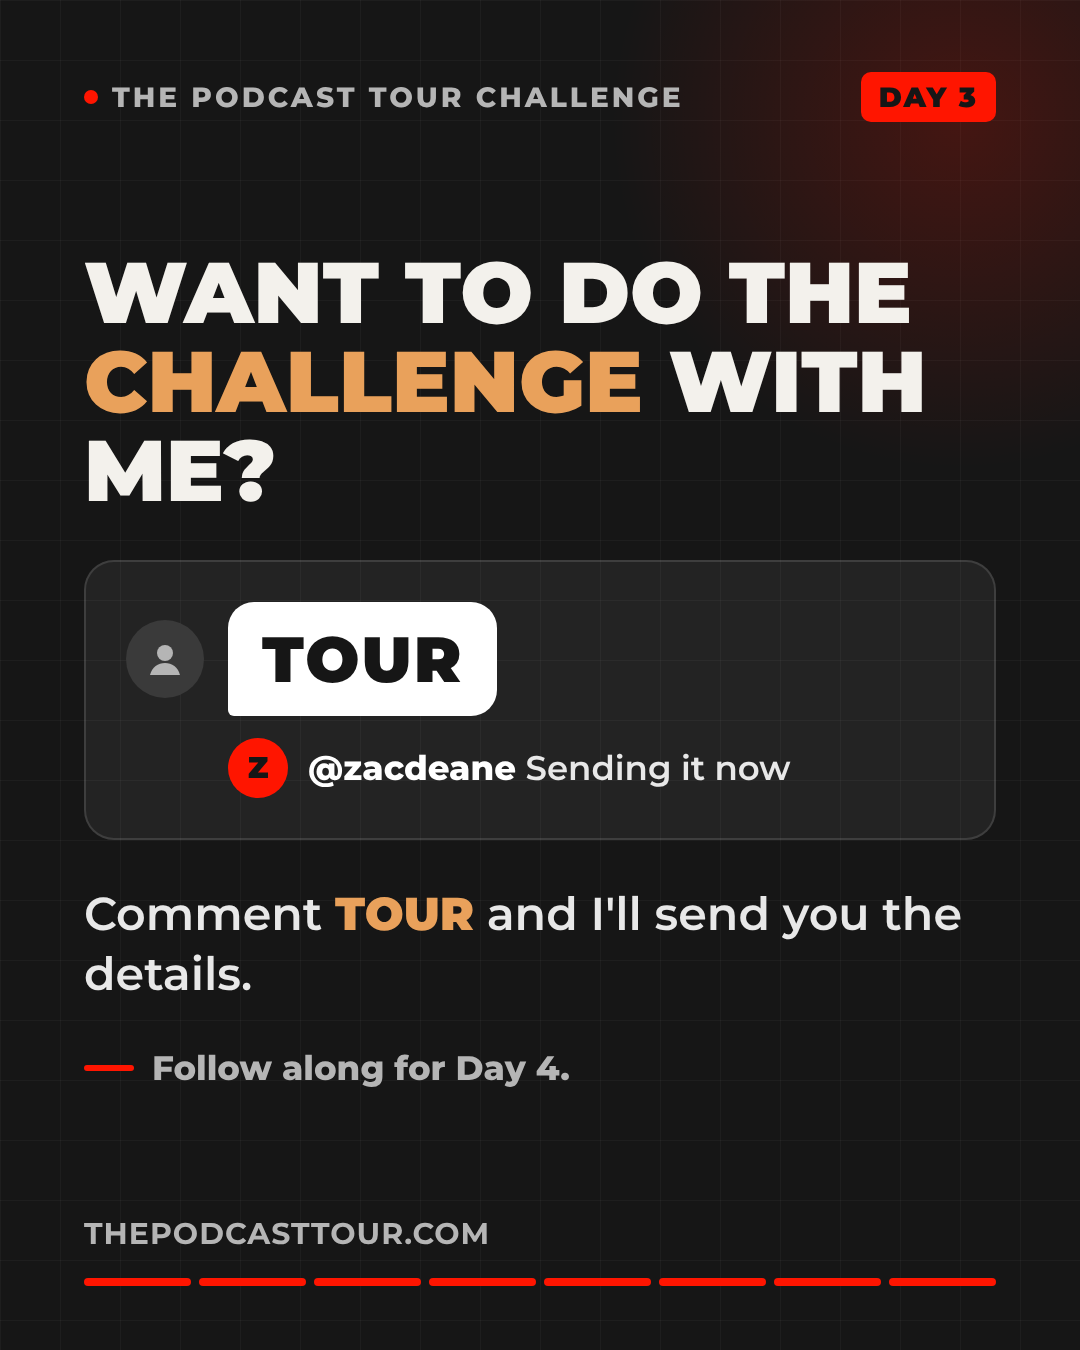 THE PODCAST TOUR CHALLENGE
DAY 3
WANT TO DO THE
CHALLENGE WITH
ME?
TOUR
Z
@zacdeane Sending it now
Comment TOUR and I'll send you the
details.
Follow along for Day 4.
THEPODCASTTOUR.COM